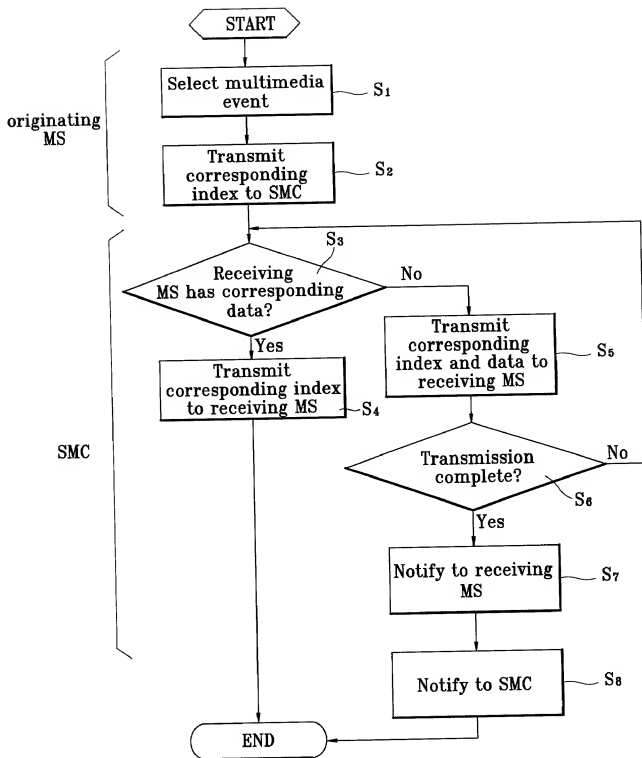 START
Select multimedia
event
S1
originating
MS
Transmit
corresponding
index to SMC
S2
S3
Receiving
MS has corresponding
data?
No
Yes
Transmit
corresponding index
to receiving MS
S4
Transmit
corresponding
index and data to
receiving MS
S5
SMC
Transmission
complete?
No
S6
Yes
Notify to receiving
MS
S7
Notify to SMC
S8
END